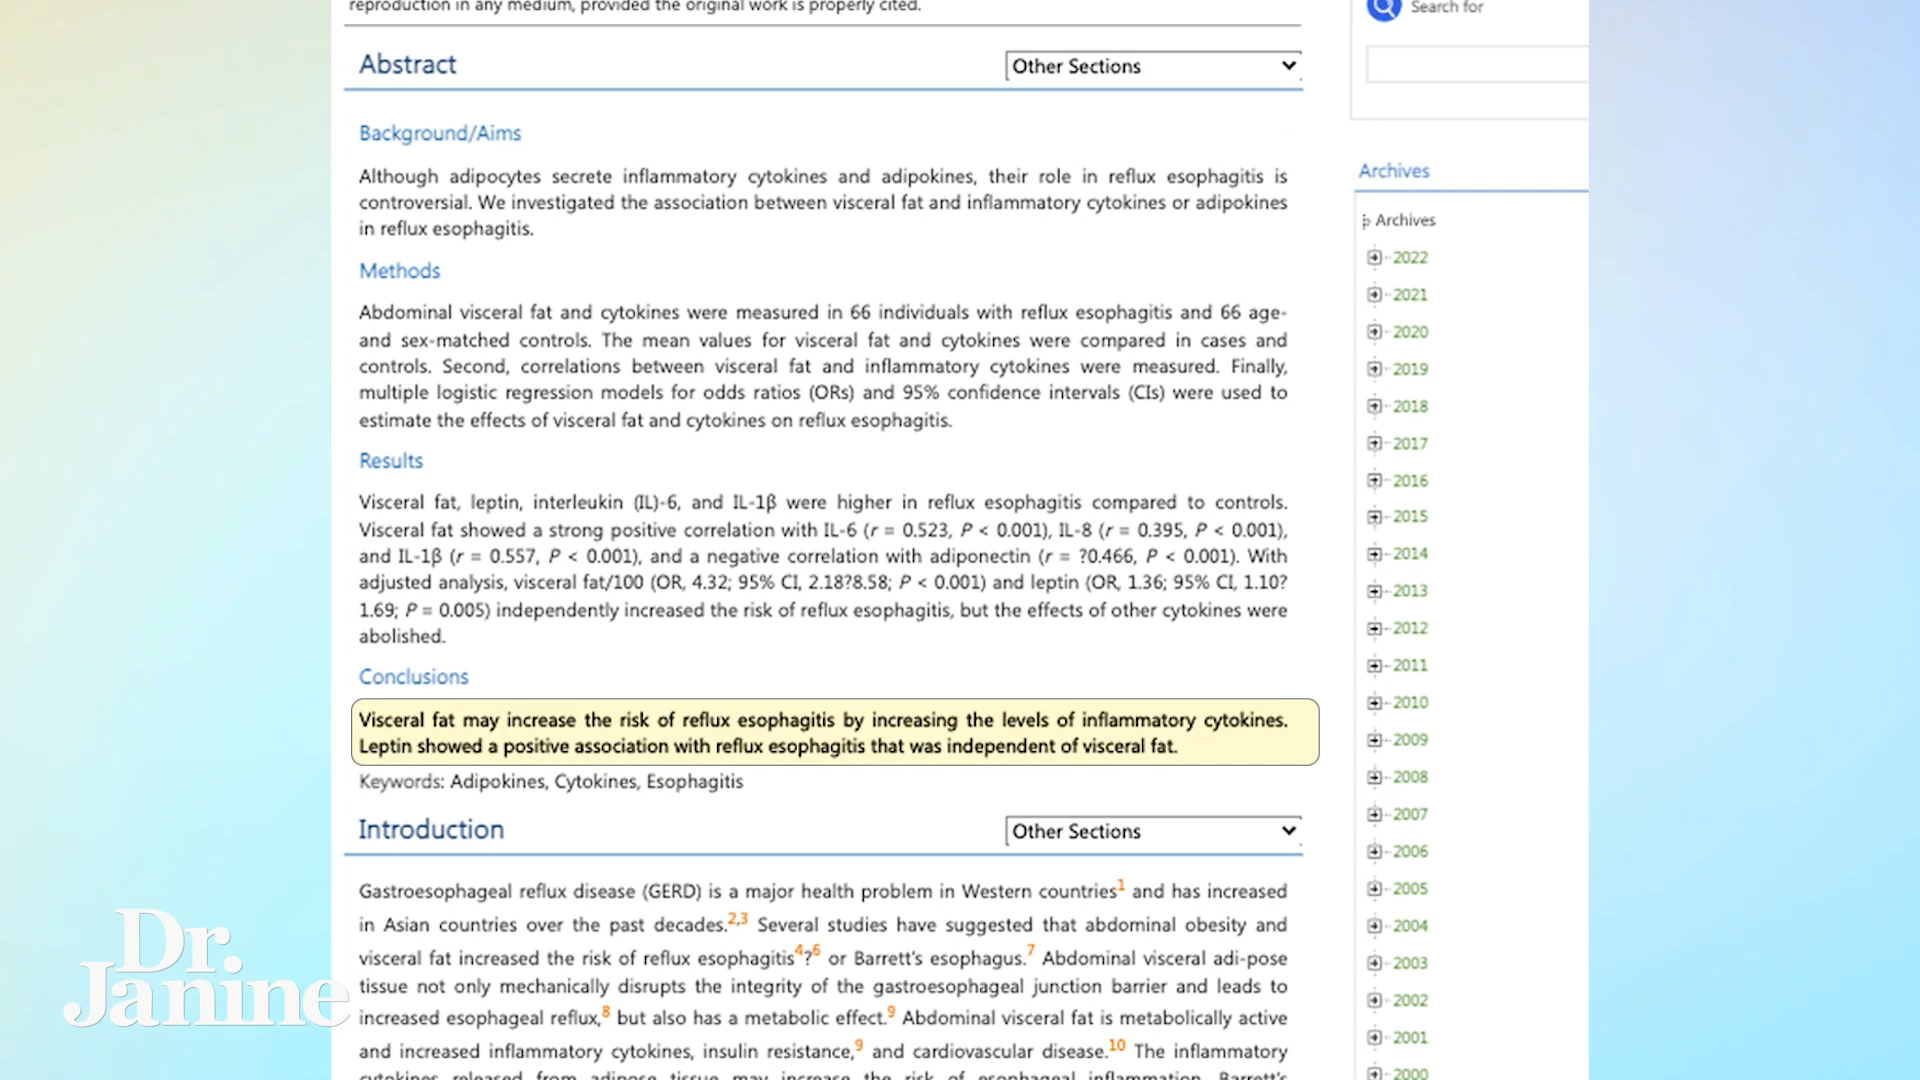 reproduction in any medium, provided the original work is properly cited.
Abstract
Other Sections
Background/Aims
Although adipocytes secrete inflammatory cytokines and adipokines, their role in reflux esophagitis is
controversial. We investigated the association between visceral fat and inflammatory cytokines or adipokines
in reflux esophagitis.
Methods
Abdominal visceral fat and cytokines were measured in 66 individuals with reflux esophagitis and 66 age-
and sex-matched controls. The mean values for visceral fat and cytokines were compared in cases and
controls. Second, correlations between visceral fat and inflammatory cytokines were measured. Finally,
multiple logistic regression models for odds ratios (ORs) and 95% confidence intervals (CIs) were used to
estimate the effects of visceral fat and cytokines on reflux esophagitis.
Results
Visceral fat, leptin, interleukin (IL)-6, and IL-1β were higher in reflux esophagitis compared to controls.
Visceral fat showed a strong positive correlation with IL-6 (r = 0.523, P < 0.001), IL-8 (r = 0.395, P < 0.001),
and IL-1β (r = 0.557, P < 0.001), and a negative correlation with adiponectin (r = ?0.466, P < 0.001). With
adjusted analysis, visceral fat/100 (OR, 4.32; 95% CI, 2.18?8.58; P < 0.001) and leptin (OR, 1.36; 95% CI, 1.10?
1.69; P = 0.005) independently increased the risk of reflux esophagitis, but the effects of other cytokines were
abolished.
Conclusions
Visceral fat may increase the risk of reflux esophagitis by increasing the levels of inflammatory cytokines.
Leptin showed a positive association with reflux esophagitis that was independent of visceral fat.
Keywords: Adipokines, Cytokines, Esophagitis
Introduction
Other Sections
Gastroesophageal reflux disease (GERD) is a major health problem in Western countries1 and has increased
in Asian countries over the past decades.2,3 Several studies have suggested that abdominal obesity and
visceral fat increased the risk of reflux esophagitis4?6 or Barrett's esophagus.7 Abdominal visceral adi-pose
tissue not only mechanically disrupts the integrity of the gastroesophageal junction barrier and leads to
increased esophageal reflux,8 but also has a metabolic effect.9 Abdominal visceral fat is metabolically active
and increased inflammatory cytokines, insulin resistance,9 and cardiovascular disease.10 The inflammatory
cytokines released from adipose tissue may increase the risk of esophageal inflammation, Barrett's
Search for
Archives
Archives
2022
2021
2020
2019
2018
2017
2016
2015
2014
2013
2012
2011
2010
2009
2008
2007
2006
2005
2004
2003
2002
2001
2000
Dr.
Janine